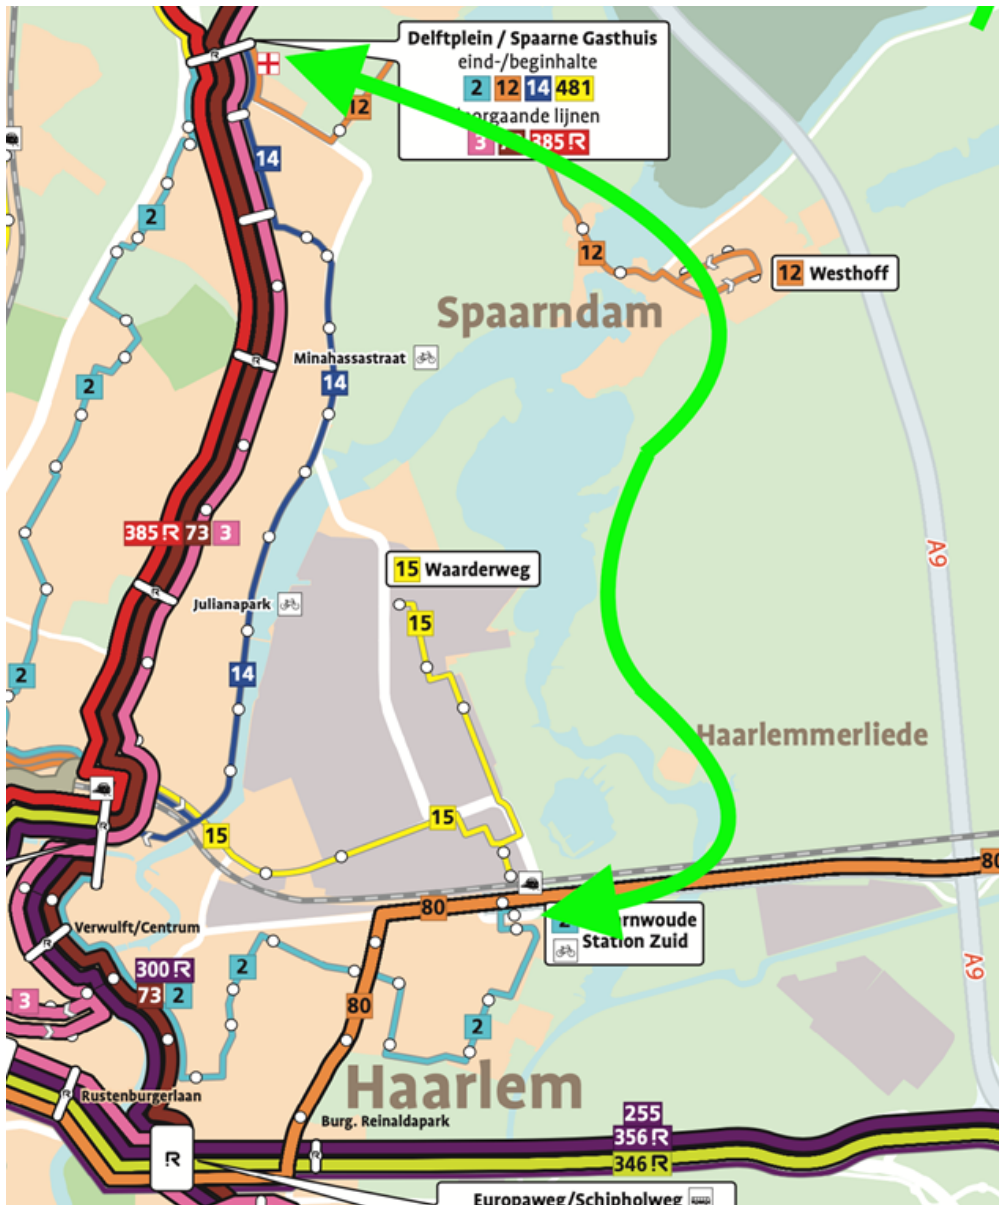 Delftplein / Spaarne Gasthuis
eind-/beginhalte
2 12 14 481
lijnen
3 385 R
12
14
2
12
12 Westhoff
Spaarndam
Minahassastraat
14
2
A9
385 R 73 3
15 Waarderweg
Julianapark
15
14
2
Haarlemmerliede
15
15
80
80
Station Zuid
Verwulft/Centrum
2
300 R
73 2
A9
3
80
2
Haarlem
Rustenburgerlaan
Burg. Reinaldapark
255
356 R
346 R
R
Europaweg/Schipholweg